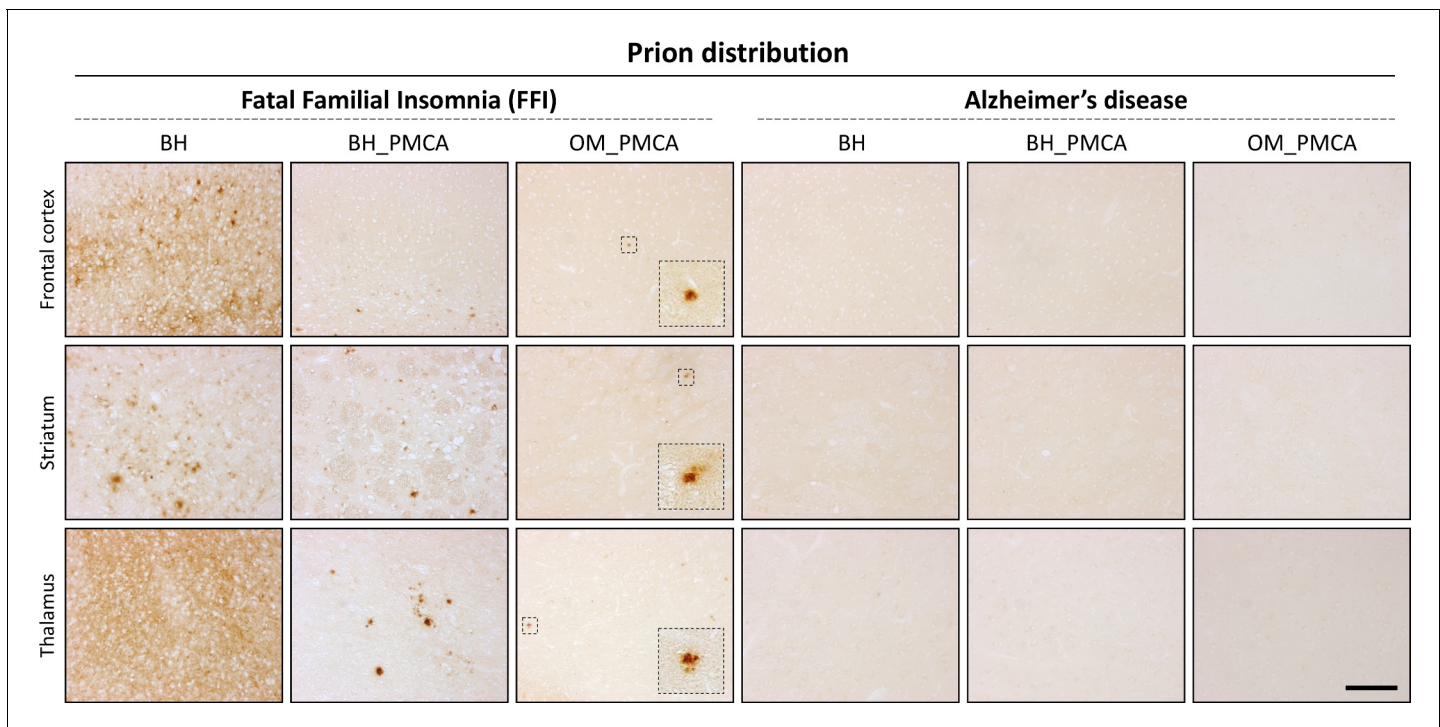 Prion distribution
Fatal Familial Insomnia (FFI)
Alzheimer’s disease
BH
BH_PMCA
OM_PMCA
BH
BH_PMCA
OM_PMCA
Frontal cortex
Striatum
Thalamus